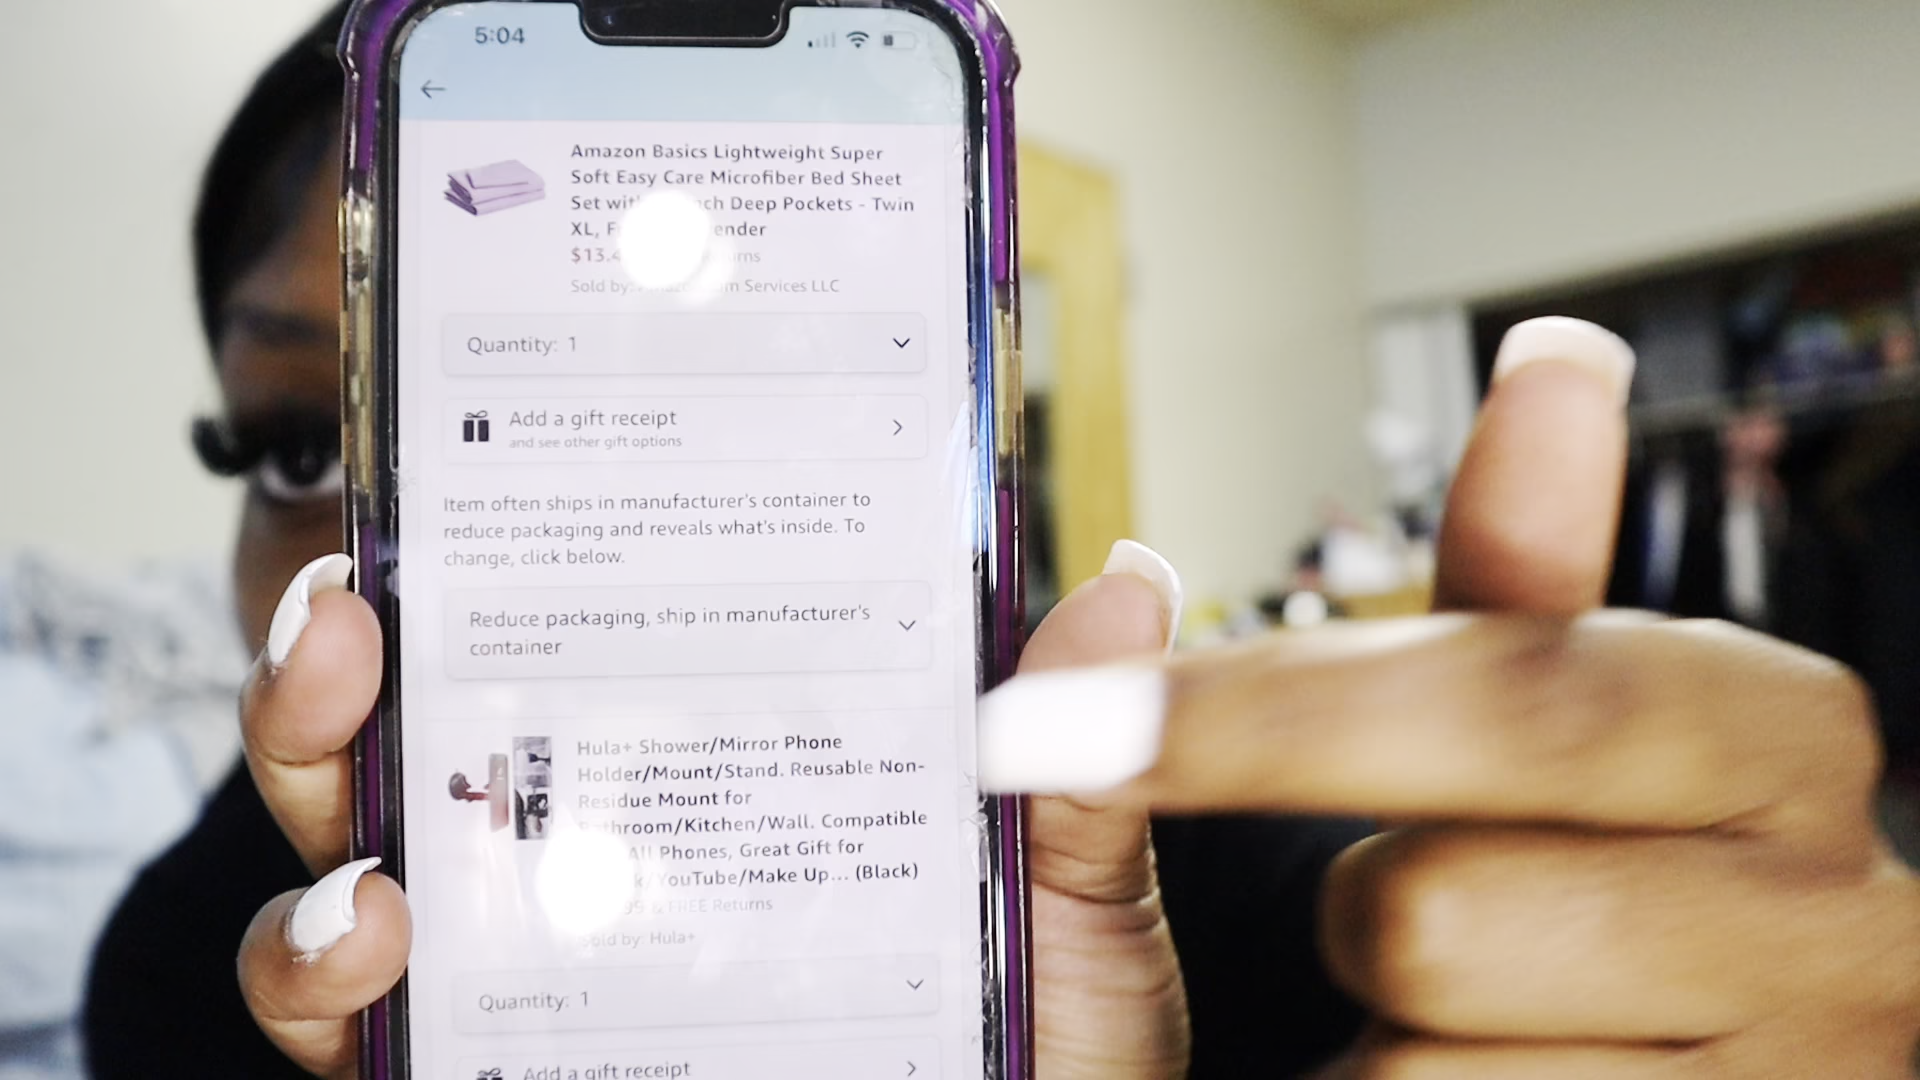 5:04
Amazon Basics Lightweight Super
Soft Easy Care Microfiber Bed Sheet
Set Deep Pockets - Twin
XL,
Sold by: Services LLC
Quantity: 1
Add a gift receipt
and see other gift options
Item often ships in manufacturer's container to
reduce packaging and reveals what's inside. To
change, click below.
Reduce packaging, ship in manufacturer's
container
Hula+ Shower/Mirror Phone
Holder/Mount/Stand. Reusable Non-
Residue Mount for
Bathroom/Kitchen/Wall. Compatible
All Phones, Great Gift for
/YouTube/Make Up... (Black)
& FREE Returns
Sold by: Hula+
Quantity: 1
Add a gift receipt